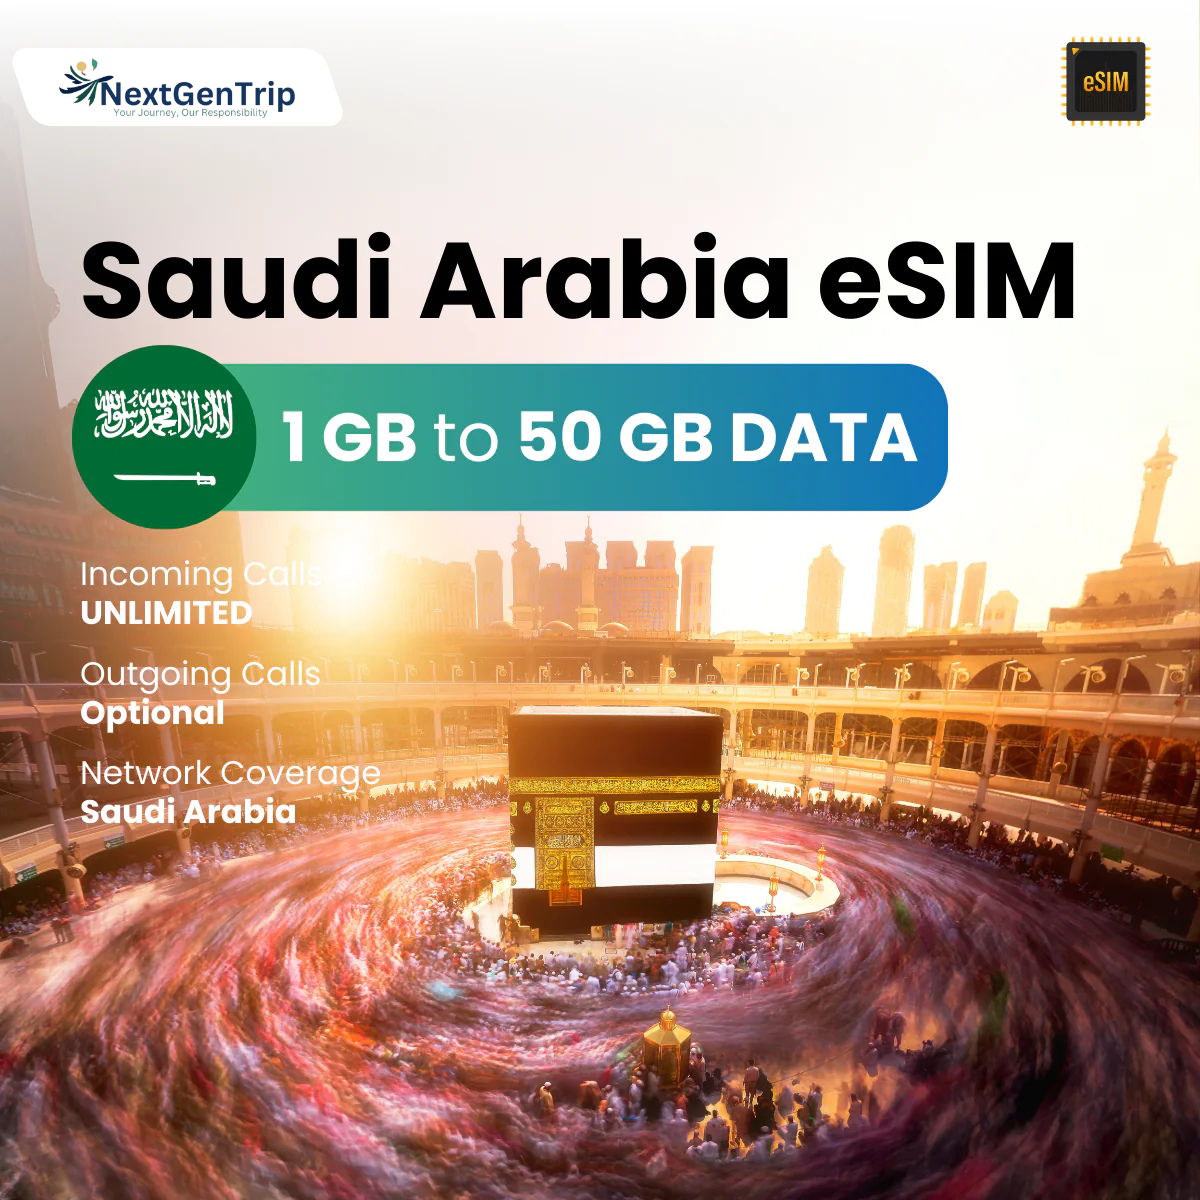 NextGenTrip
Your Journey, Our Responsibility
eSIM
Saudi Arabia eSIM
لا إله إلا الله محمد رسول الله
1 GB to 50 GB DATA
Incoming Calls
UNLIMITED
Outgoing Calls
Optional
Network Coverage
Saudi Arabia